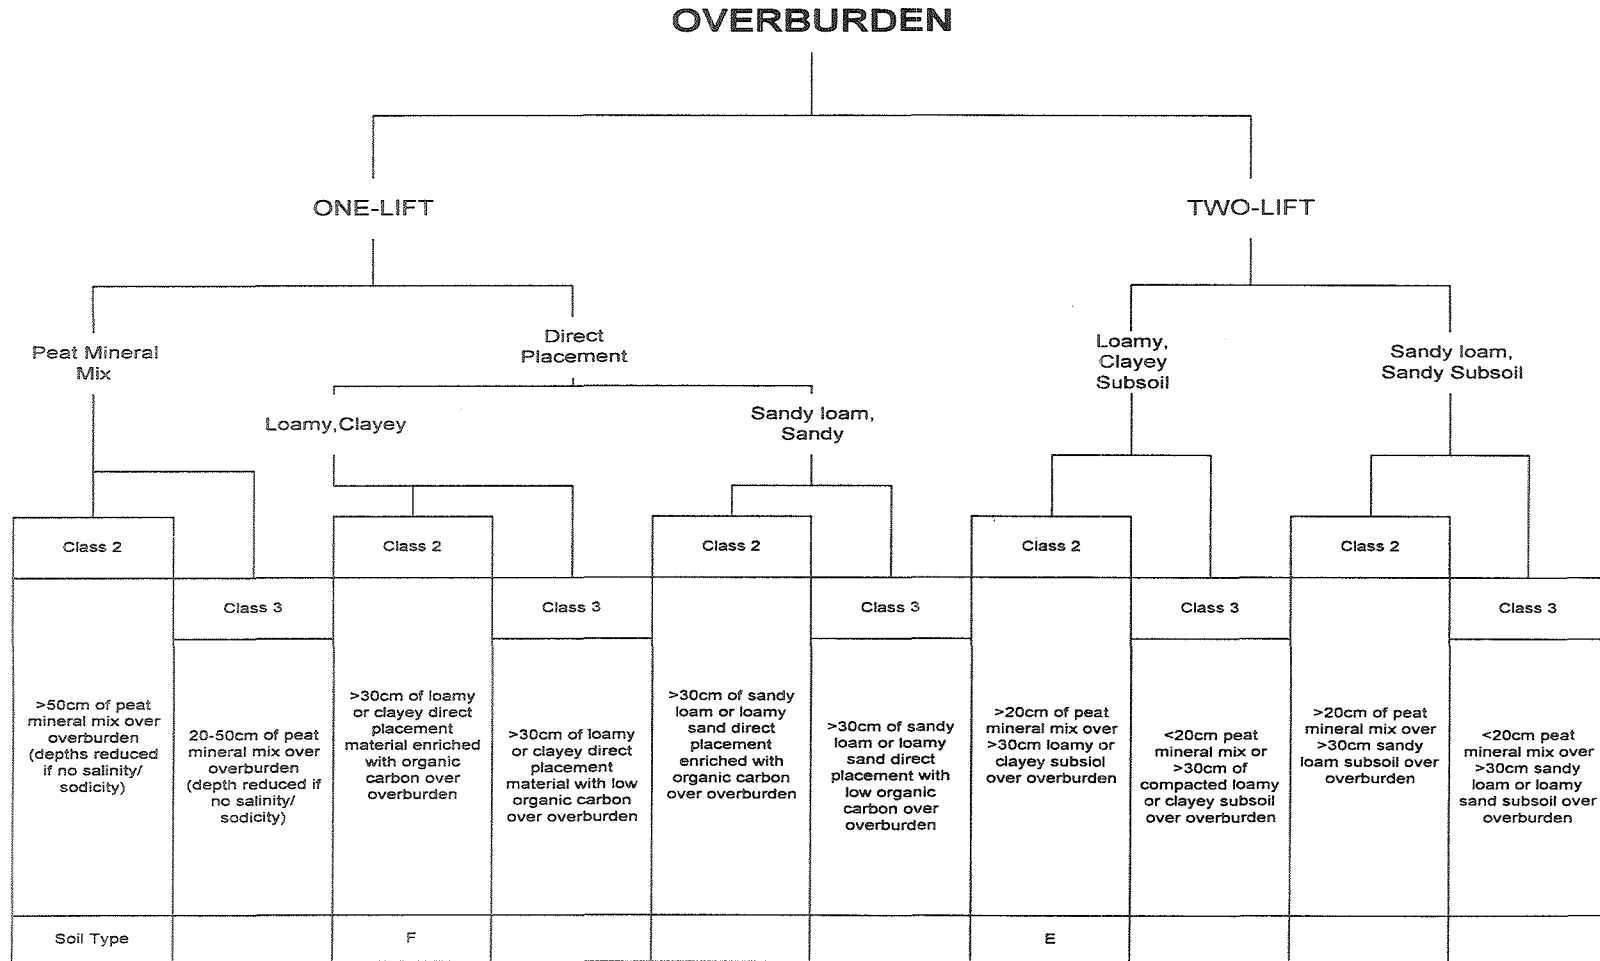 OVERBURDEN
ONE-LIFT
TWO-LIFT
Peat Mineral
Mix
Direct
Placement
Loamy,
Clayey
Subsoil
Sandy loam,
Sandy Subsoil
Loamy,Clayey
Sandy loam,
Sandy
Class 2
Class 2
Class 2
Class 2
Class 2
Class 3
Class 3
Class 3
Class 3
Class 3
>50cm of peat
mineral mix over
overburden
(depths reduced
if no salinity/
sodicity)
20-50cm of peat
mineral mix over
overburden
(depth reduced if
no salinity/
sodicity)
>30cm of loamy
or clayey direct
placement
material enriched
with organic
carbon over
overburden
>30cm of loamy
or clayey direct
placement
material with low
organic carbon
over overburden
>30cm of sandy
loam or loamy
sand direct
placement
enriched with
organic carbon
over overburden
>30cm of sandy
loam or loamy
sand direct
placement with
low organic
carbon over
overburden
>20cm of peat
mineral mix over
>30cm loamy or
clayey subsiol
over overburden
<20cm peat
mineral mix or
>30cm of
compacted loamy
or clayey subsoil
over overburden
>20cm of peat
mineral mix over
>30cm sandy
loam subsoil over
overburden
<20cm peat
mineral mix over
>30cm sandy
loam or loamy
sand subsoil over
overburden
Soil Type
F
E